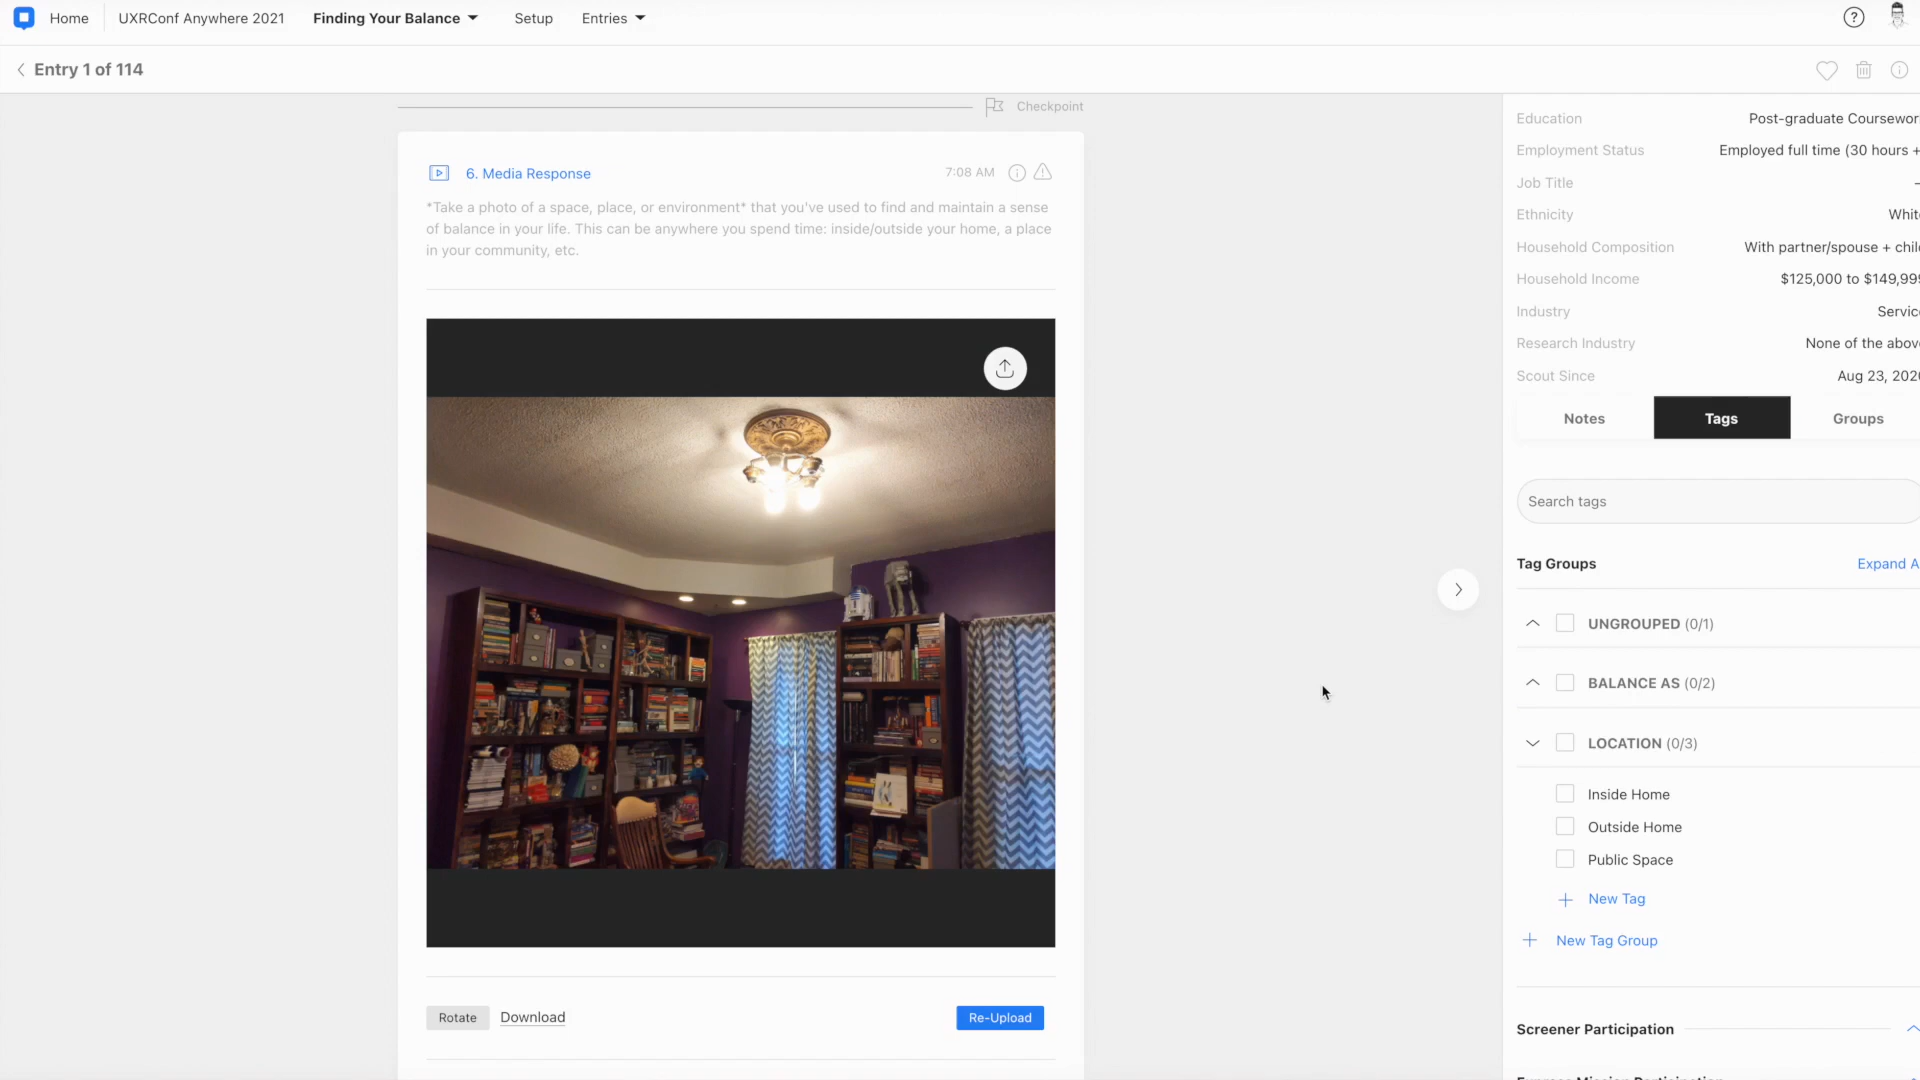 Home
UXRConf Anywhere 2021
Finding Your Balance
Setup
Entries
Entry 1 of 114
Checkpoint
6. Media Response
7:08 AM
*Take a photo of a space, place, or environment* that you've used to find and maintain a sense
of balance in your life. This can be anywhere you spend time: inside/outside your home, a place
in your community, etc.
Rotate
Download
Re-Upload
Education
Post-graduate Coursewor
Employment Status
Employed full time (30 hours +
Job Title
Ethnicity
White
Household Composition
With partner/spouse + chil
Household Income
$125,000 to $149,999
Industry
Service
Research Industry
None of the above
Scout Since
Aug 23, 2020
Notes
Tags
Groups
Search tags
Tag Groups
Expand A
UNGROUPED (0/1)
BALANCE AS (0/2)
LOCATION (0/3)
Inside Home
Outside Home
Public Space
New Tag
New Tag Group
Screener Participation